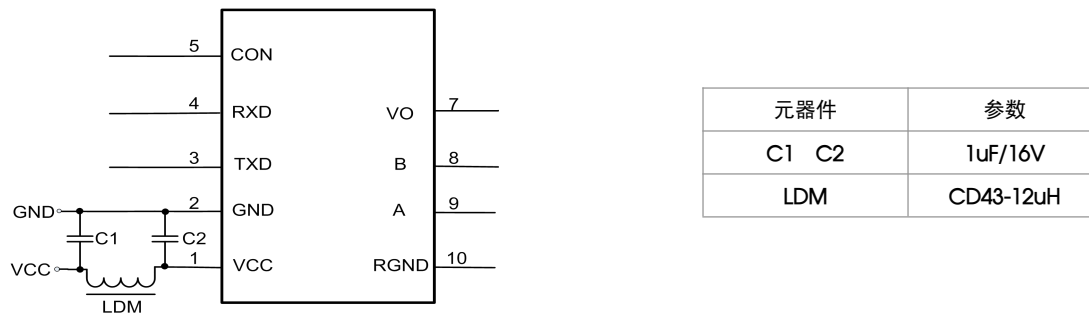 5 CON
4 RXD
VO 7
3 TXD
B 8
GND 2 GND
A 9
C1 C2
VCC 1 VCC
RGND 10
LDM
元器件 参数
C1 C2 1uF/16V
LDM CD43-12uH